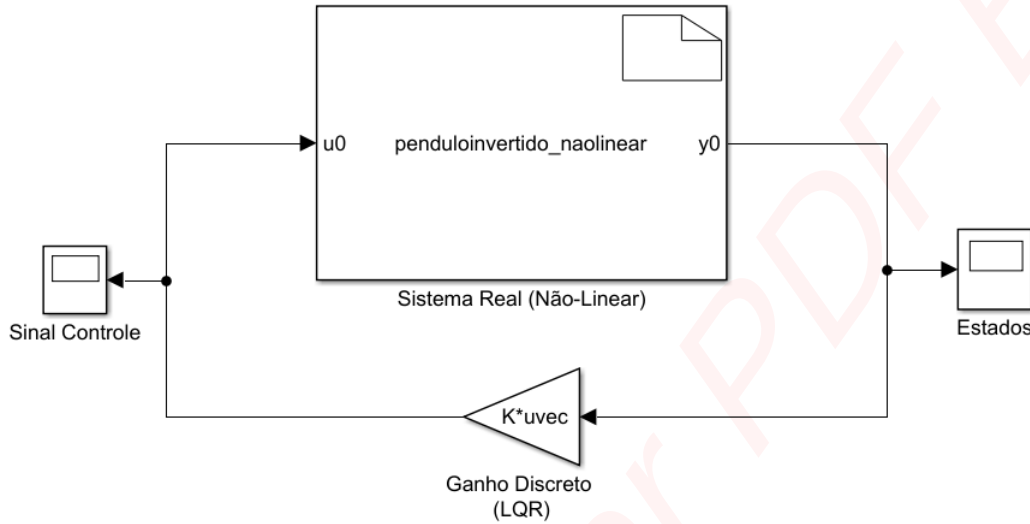 u0
penduloinvertido_naolinear
y0
Sistema Real (Não-Linear)
Sinal Controle
Estados
K*uvec
Ganho Discreto
(LQR)